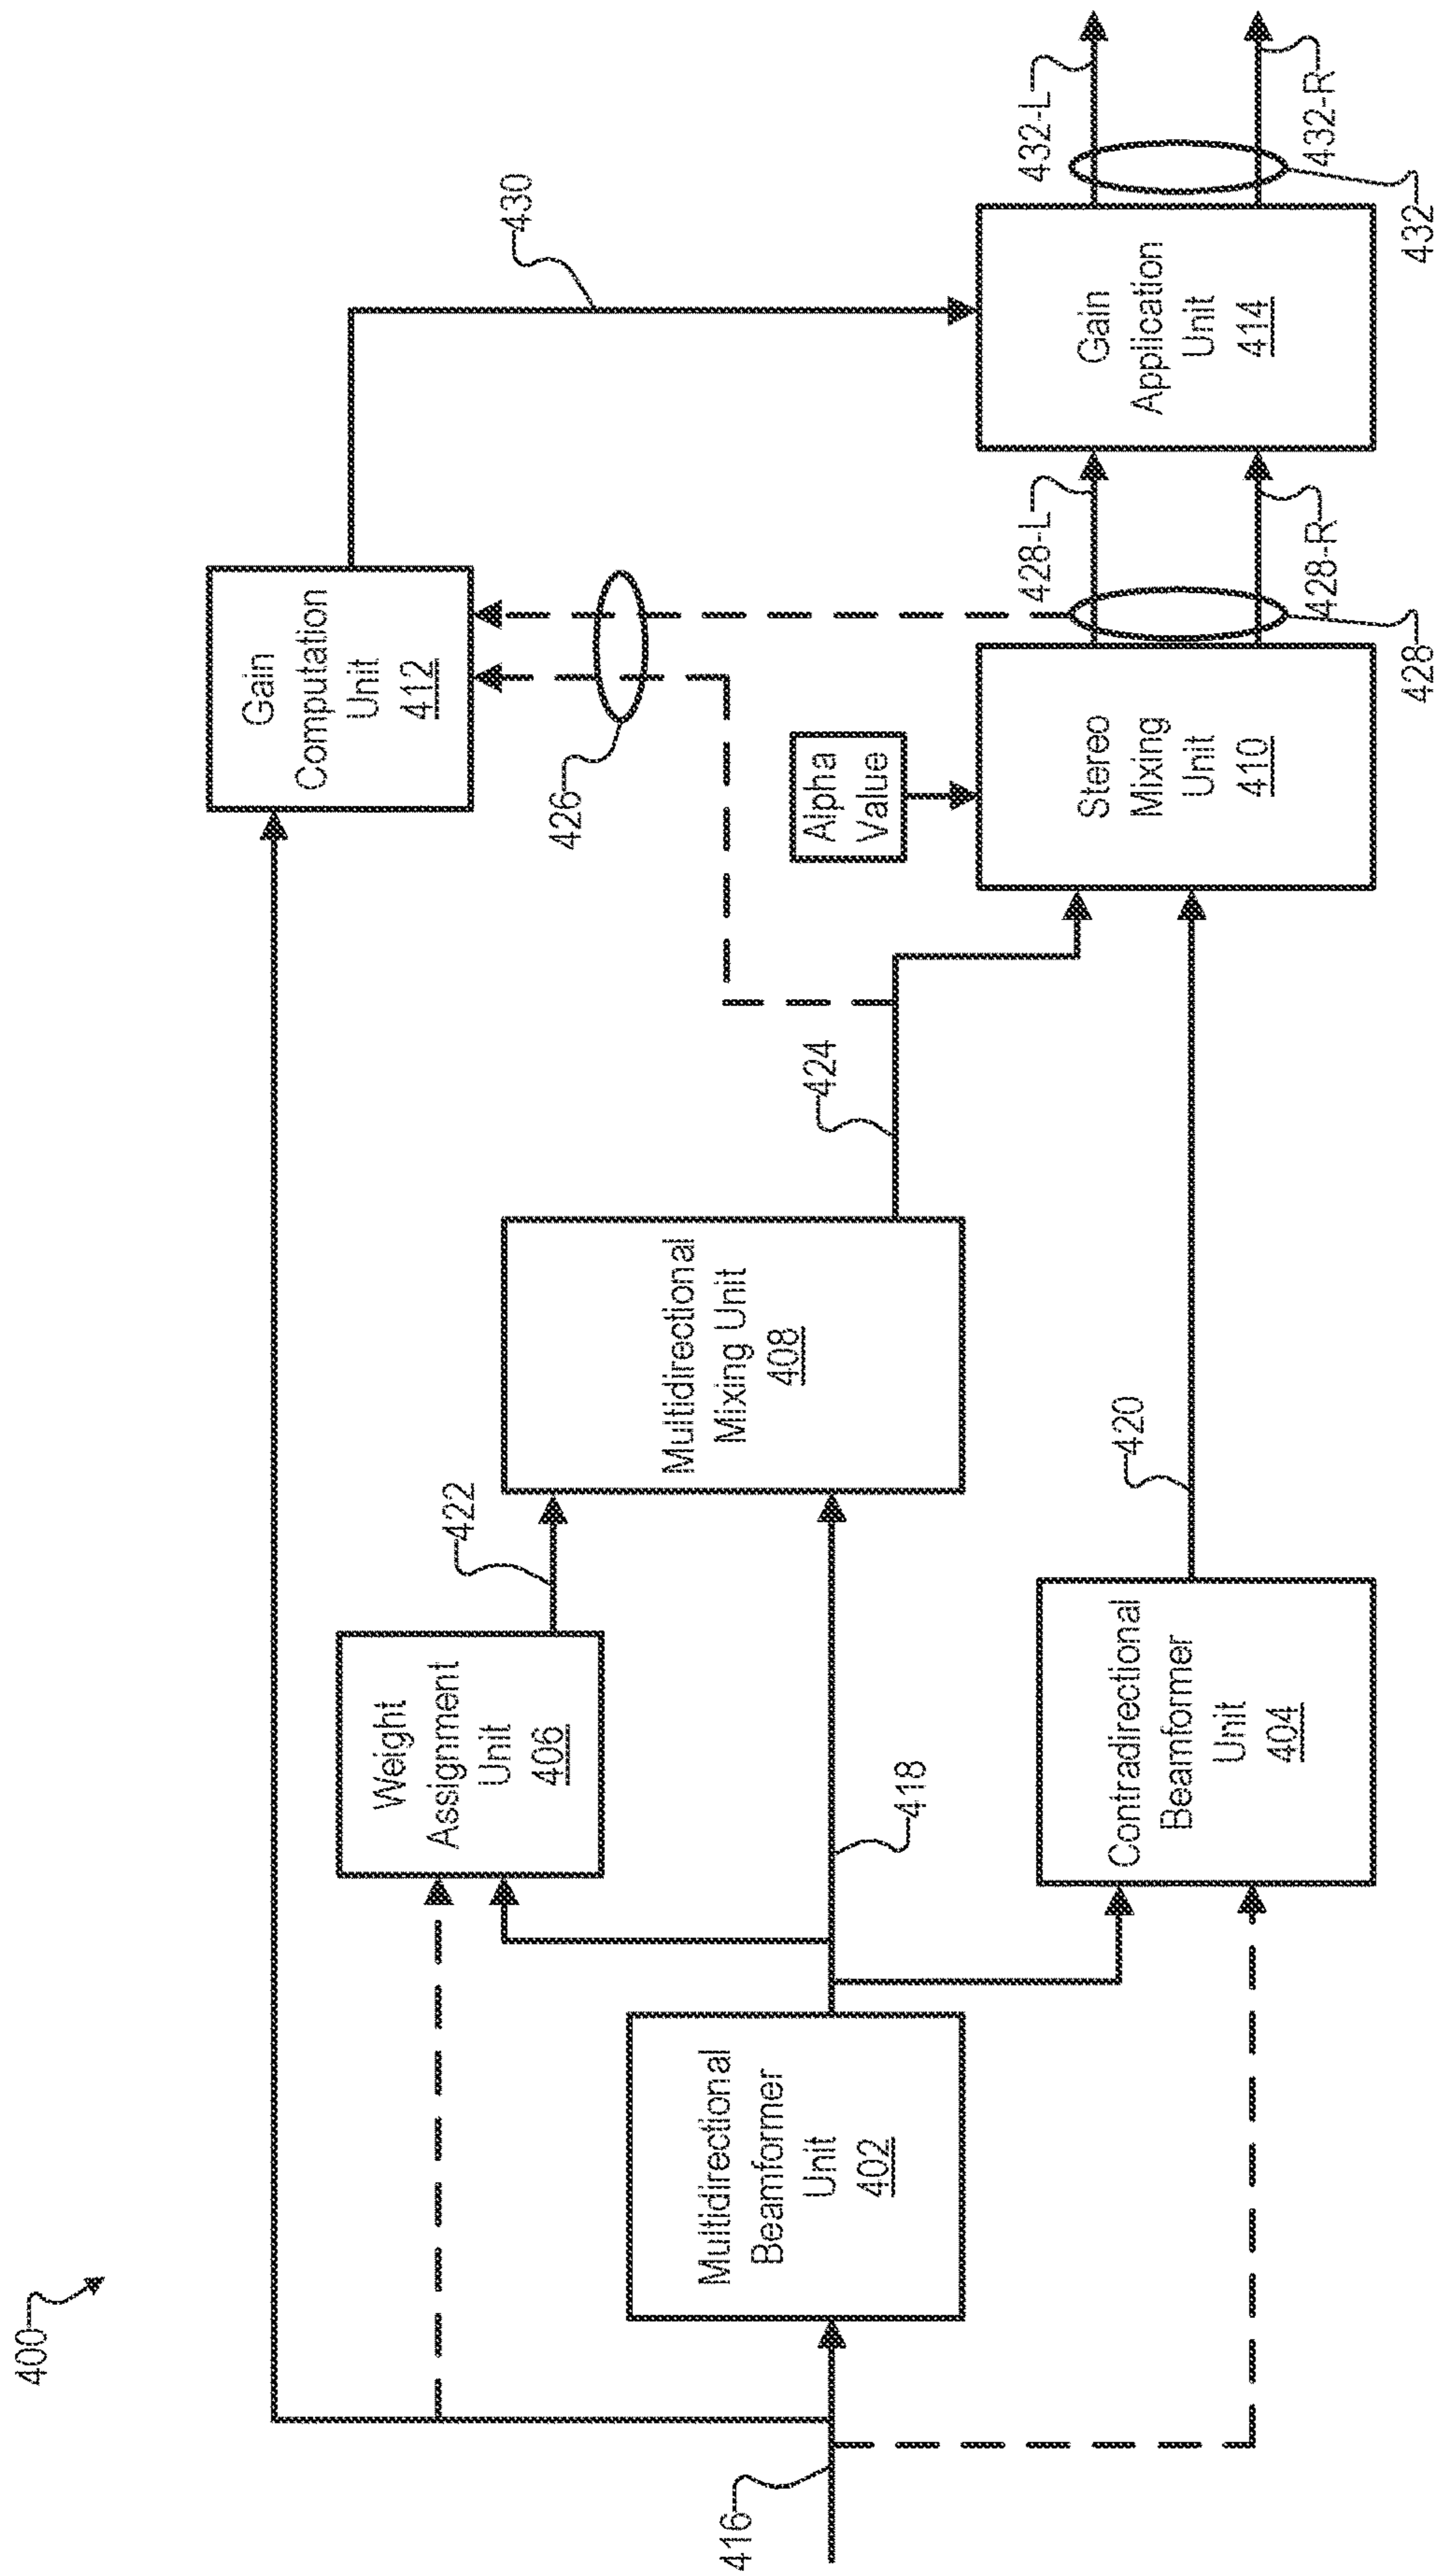 400
416
Multidirectional
Beamformer
Unit
402
Weight
Assignment
Unit
406
418
Contradirectional
Beamformer
Unit
404
422
420
Multidirectional
Mixing Unit
408
424
Gain
Computation
Unit
412
426
Alpha
Value
Stereo
Mixing
Unit
410
428-L
428-R
428
430
Gain
Application
Unit
414
432-L
432-R
432